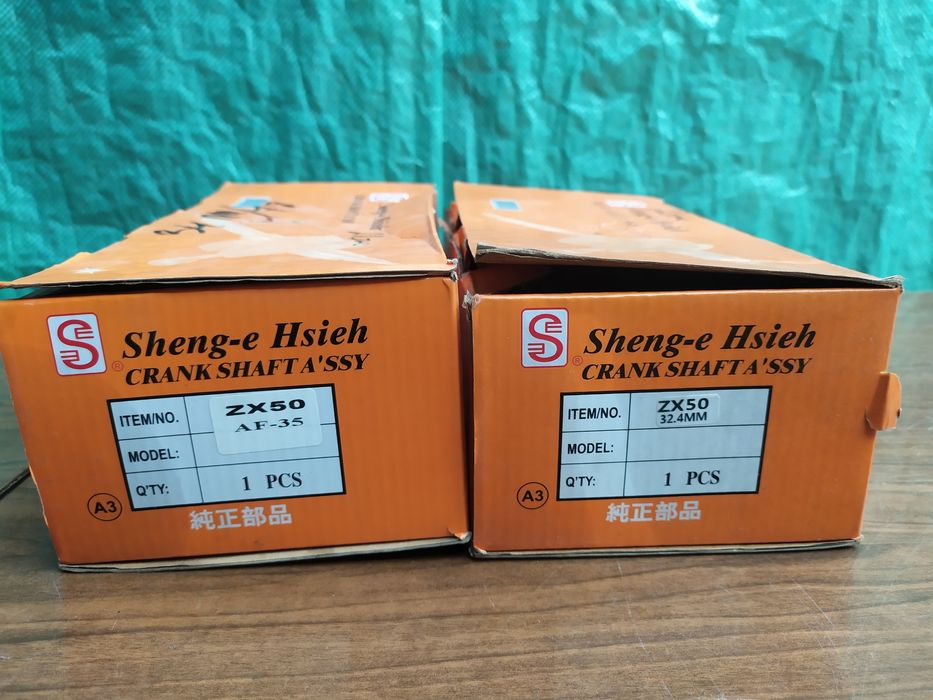 Sheng-e Hsieh
CRANK SHAFT A'SSY
ITEM/NO. ZX50
AF-35
MODEL:
Q'TY: 1 PCS
A3
純正部品
Sheng-e Hsieh
CRANK SHAFT A'SSY
ITEM/NO. ZX50
32.4MM
MODEL:
Q'TY: 1 PCS
A3
純正部品